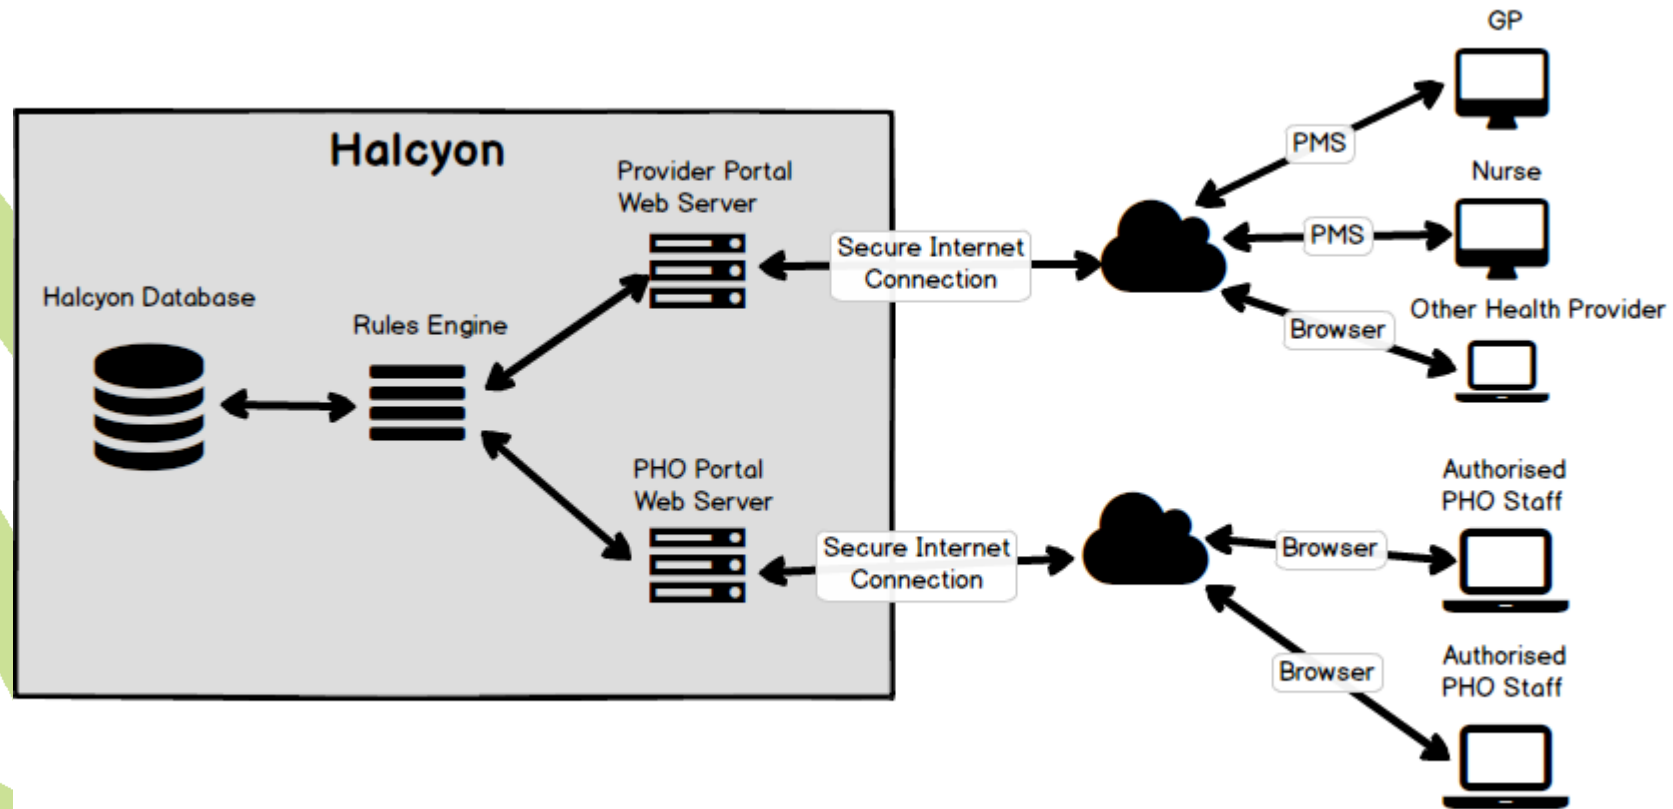 GP
PMS
Halcyon
Provider Portal
Web Server
Nurse
PMS
Secure Internet
Connection
Halcyon Database
Rules Engine
Other Health Provider
Browser
PHO Portal
Web Server
Authorised
PHO Staff
Secure Internet
Connection
Browser
Authorised
PHO Staff
Browser